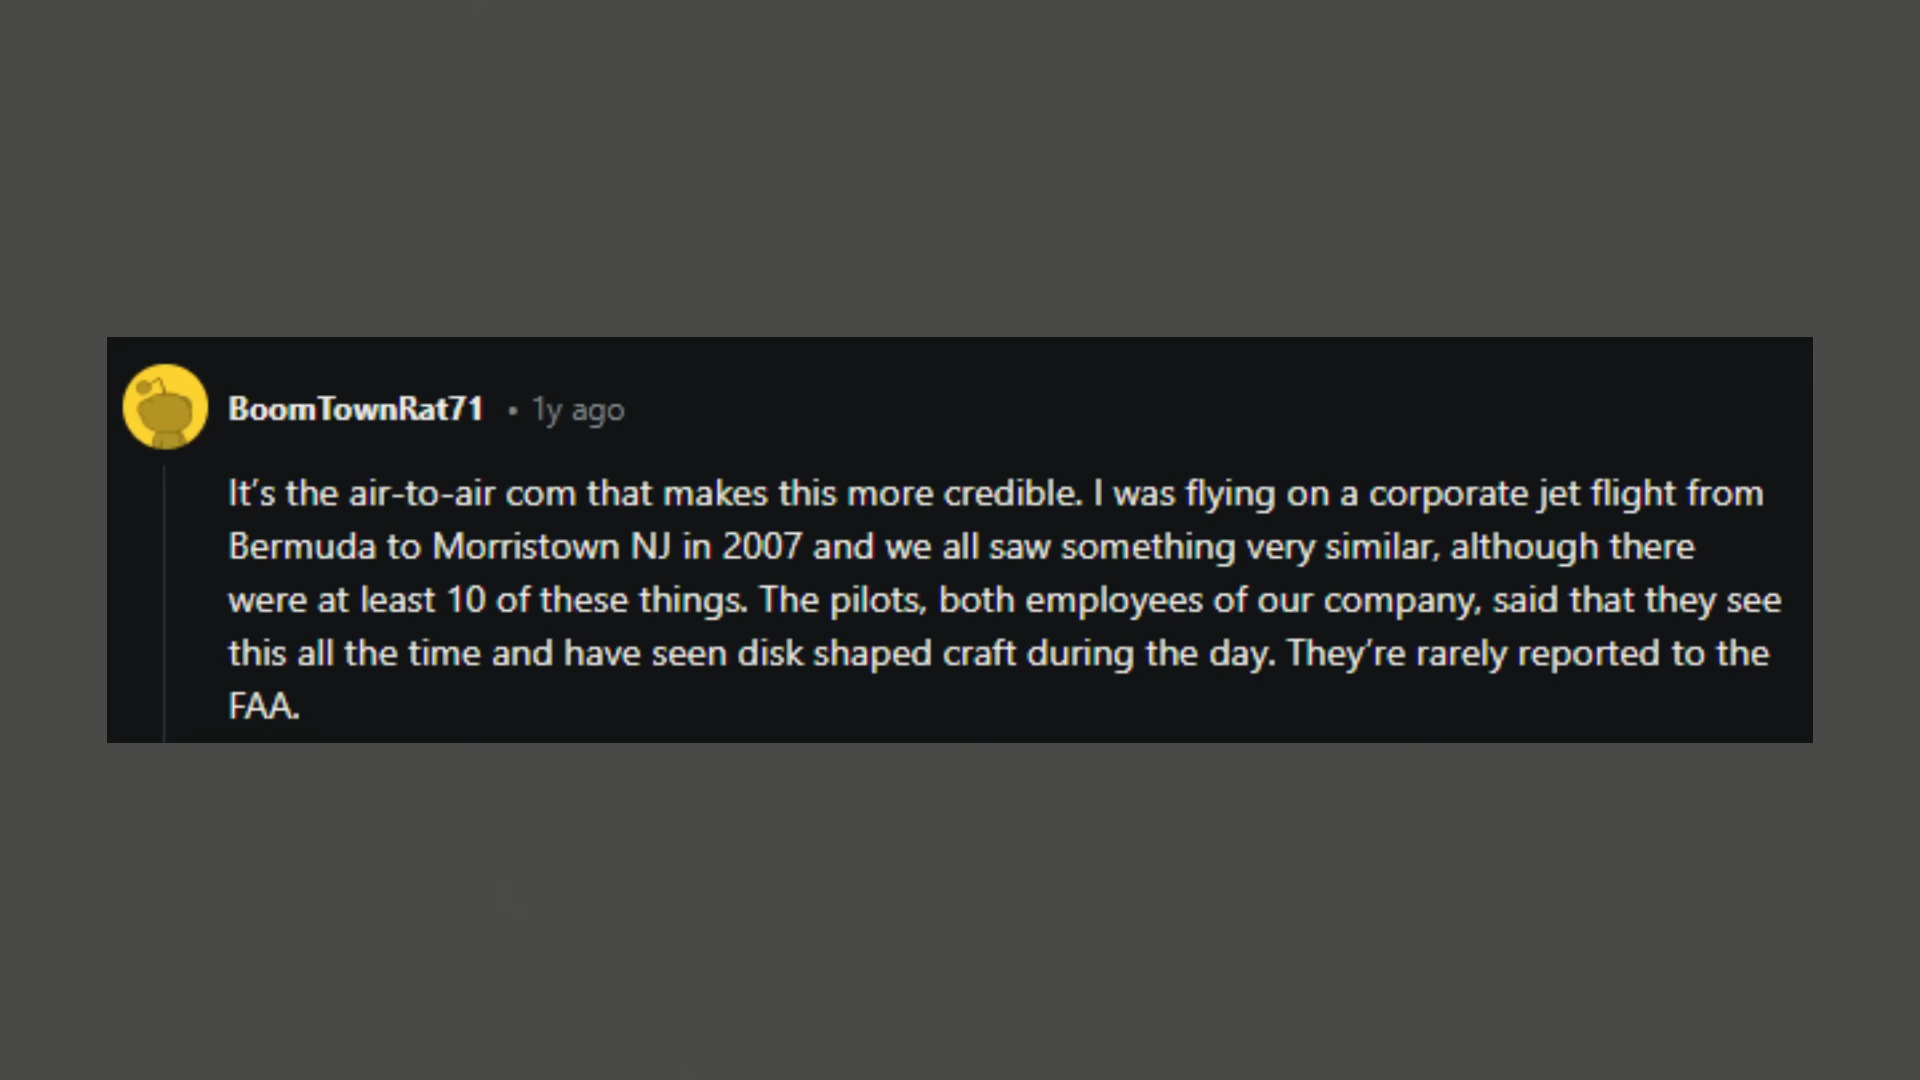 BoomTownRat71 • 1y ago
It’s the air-to-air com that makes this more credible. I was flying on a corporate jet flight from
Bermuda to Morristown NJ in 2007 and we all saw something very similar, although there
were at least 10 of these things. The pilots, both employees of our company, said that they see
this all the time and have seen disk shaped craft during the day. They’re rarely reported to the
FAA.